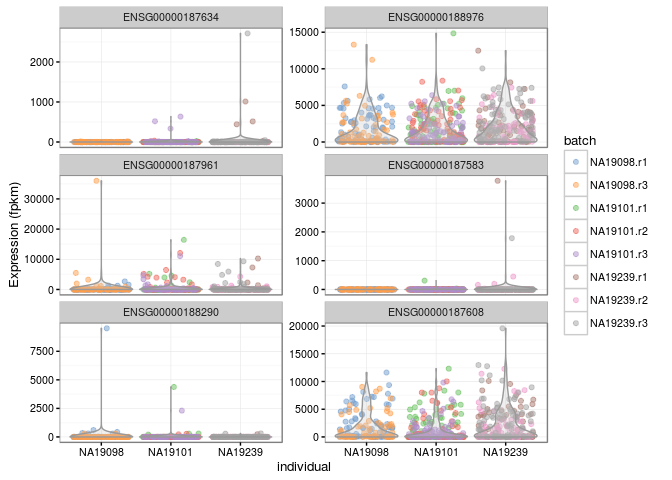 ENSG00000187634
ENSG00000188976
2000
1000
0
15000
10000
5000
0
ENSG00000187961
ENSG00000187583
30000
20000
10000
0
3000
2000
1000
0
ENSG00000188290
ENSG00000187608
7500
5000
2500
0
20000
15000
10000
5000
0
NA19098 NA19101 NA19239
NA19098 NA19101 NA19239
individual
Expression (fpkm)
batch
NA19098.r1
NA19098.r3
NA19101.r1
NA19101.r2
NA19101.r3
NA19239.r1
NA19239.r2
NA19239.r3